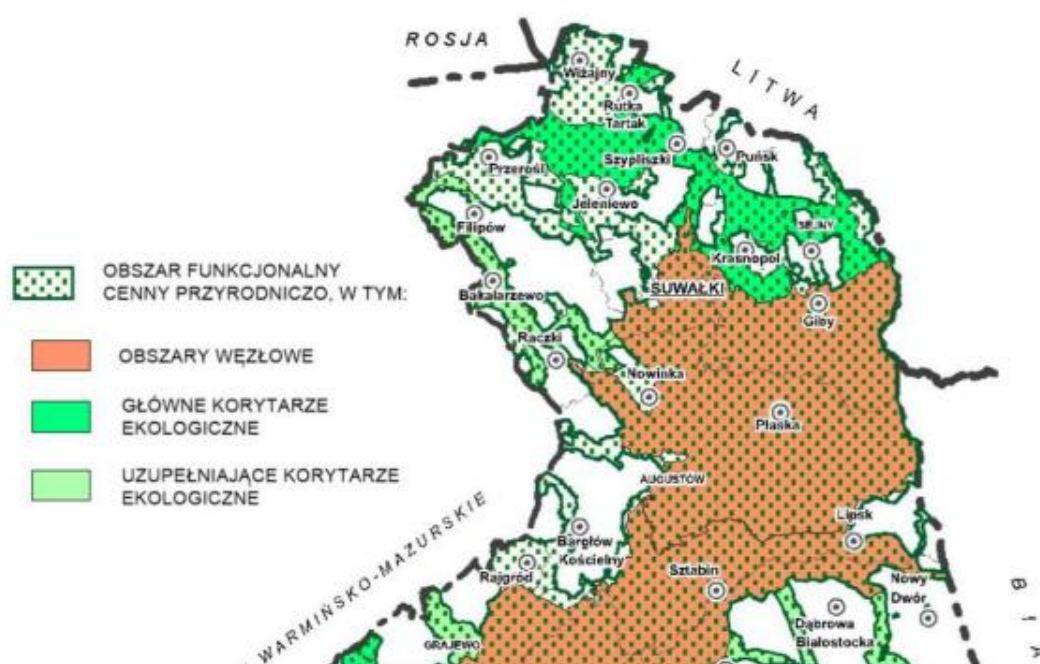 ROSJA
LITWA
Wiżajny
Rutka
Tartak
Szypliszki
Puńsk
Przerośl
Jeleniewo
SEJNY
Filipów
Krasnopol
OBSZAR FUNKCJONALNY
CENNY PRZYRODNICZO, W TYM:
Bakałarzewo
SUWAŁKI
Giby
OBSZARY WĘZŁOWE
Raczki
Nowinka
GŁÓWNE KORYTARZE
EKOLOGICZNE
Płaska
UZUPEŁNIAJĄCE KORYTARZE
EKOLOGICZNE
AUGUSTÓW
Lipsk
WARMIŃSKO-MAZURSKIE
Bargłów
Kościelny
Rajgród
Sztabin
Nowy
Dwór
Dąbrowa
Białostocka
GRAJEWO
B I A